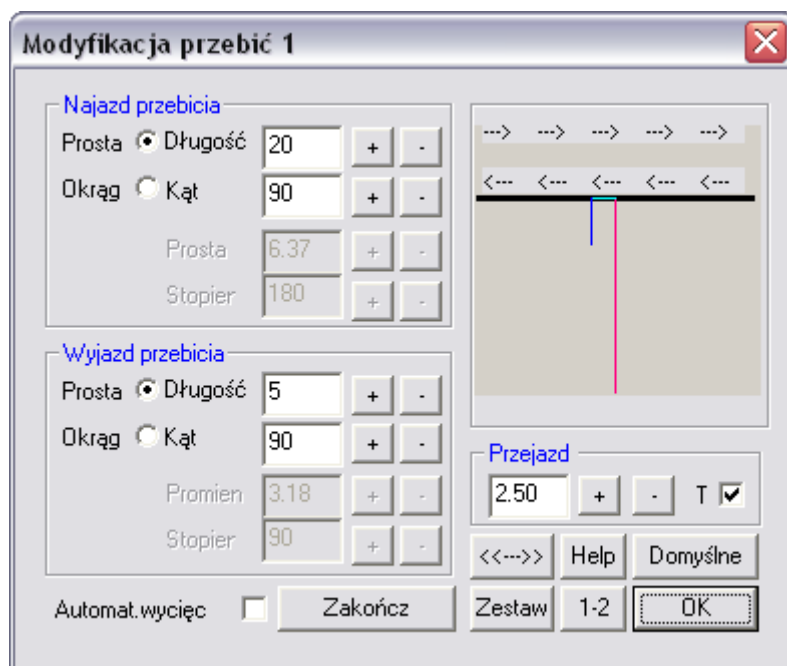 Modyfikacja przebić 1
Najazd przebicia
Prosta Długość 20 + -
Okrąg Kąt 90 + -
Prosta 6.37 + -
Stopier 180 + -
Wyjazd przebicia
Prosta Długość 5 + -
Okrąg Kąt 90 + -
Promien 3.18 + -
Stopier 90 + -
Automat.wycięc Zakończ
---> ---> ---> ---> --->
<--- <--- <--- <--- <---
Przejazd
2.50 + - T
<<--->> Help Domyślne
Zestaw 1-2 OK